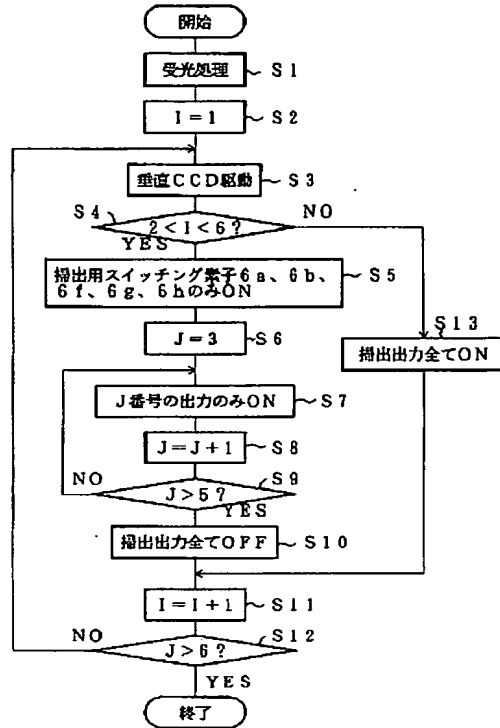 開始
受光処理 S1
I=1 S2
垂直CCD駆動 S3
S4 2<I<6? NO
YES
掃出用スイッチング素子6a、6b、 S5
6f、6g、6hのみON
J=3 S6
S13
掃出出力全てON
J番号の出力のみON S7
J=J+1 S8
NO J>5? S9
YES
掃出出力全てOFF S10
I=I+1 S11
NO J>6? S12
YES
終了